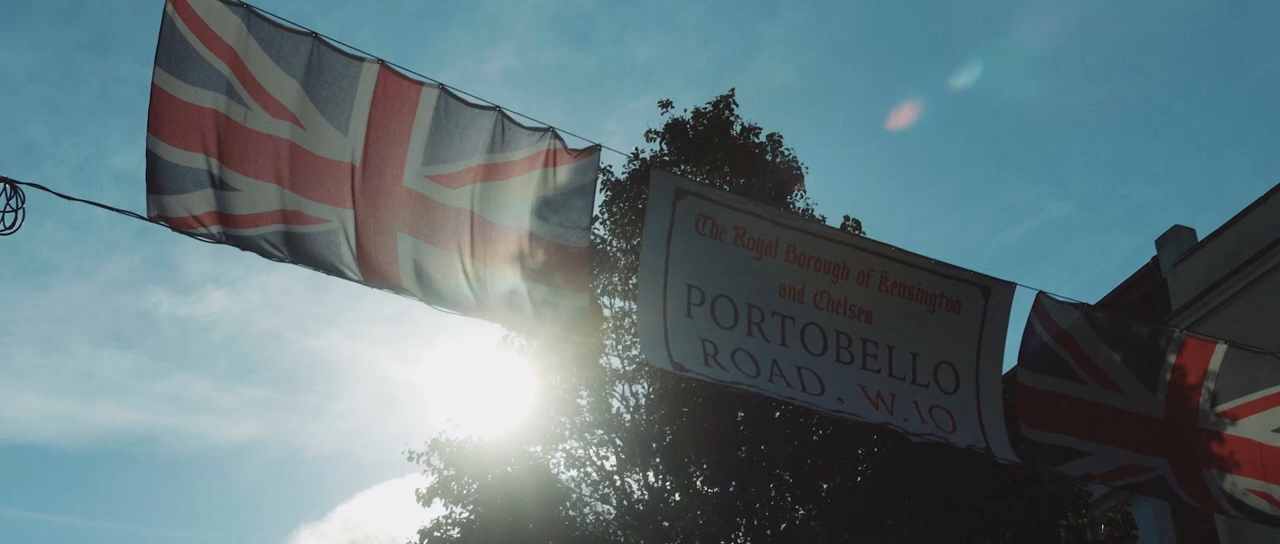 The Royal Borough of Kensington
and Chelsea
PORTOBELLO
ROAD, W.10